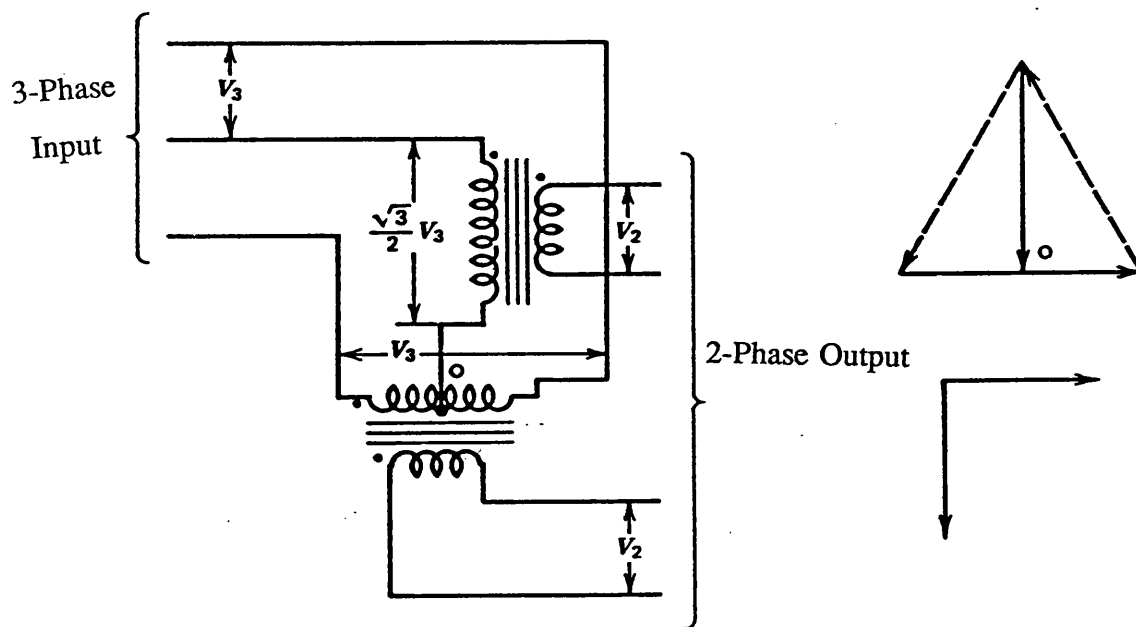 3-Phase
Input
V₃
√3/2 V₃
V₂
V₃
O
2-Phase Output
V₂
O